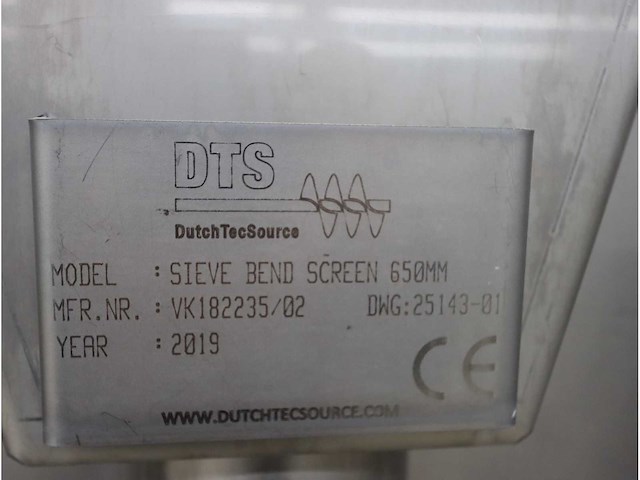 DTS
DutchTecSource
MODEL : SIEVE BEND SCREEN 650MM
MFR.NR. : VK182235/02 DWG:25143-01
YEAR : 2019
CE
WWW.DUTCHTECSOURCE.COM